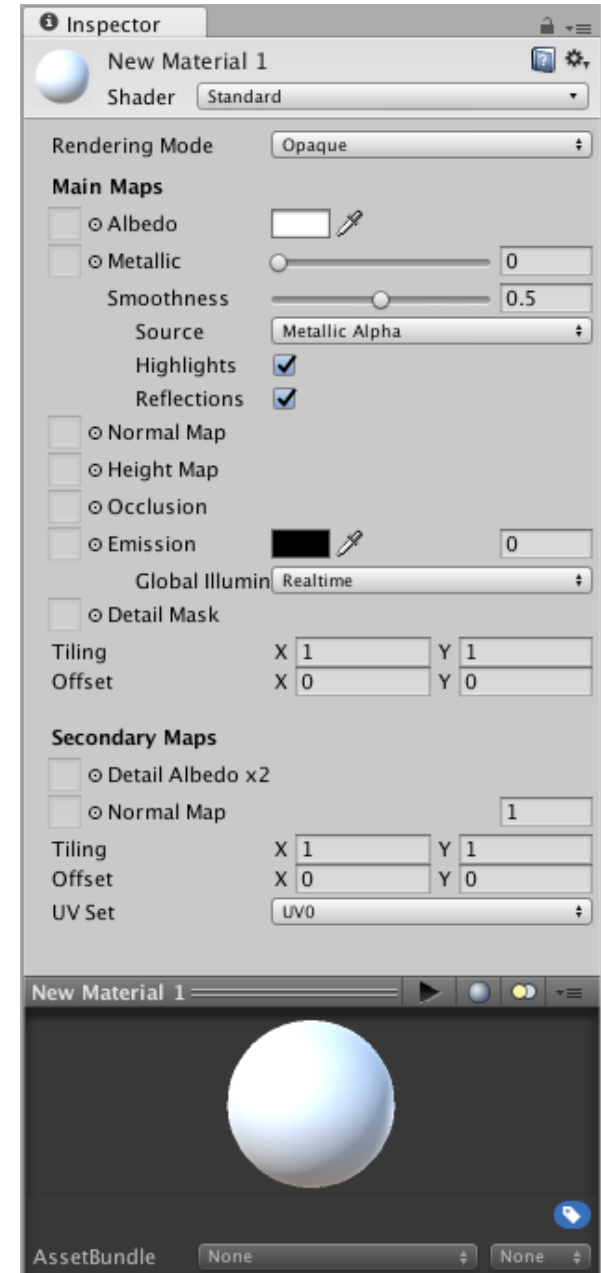 Inspector
New Material 1
Shader Standard
Rendering Mode Opaque
Main Maps
Albedo
Metallic 0
Smoothness 0.5
Source Metallic Alpha
Highlights
Reflections
Normal Map
Height Map
Occlusion
Emission 0
Global Illumin Realtime
Detail Mask
Tiling X 1 Y 1
Offset X 0 Y 0
Secondary Maps
Detail Albedo x2
Normal Map 1
Tiling X 1 Y 1
Offset X 0 Y 0
UV Set UV0
New Material 1
AssetBundle None None